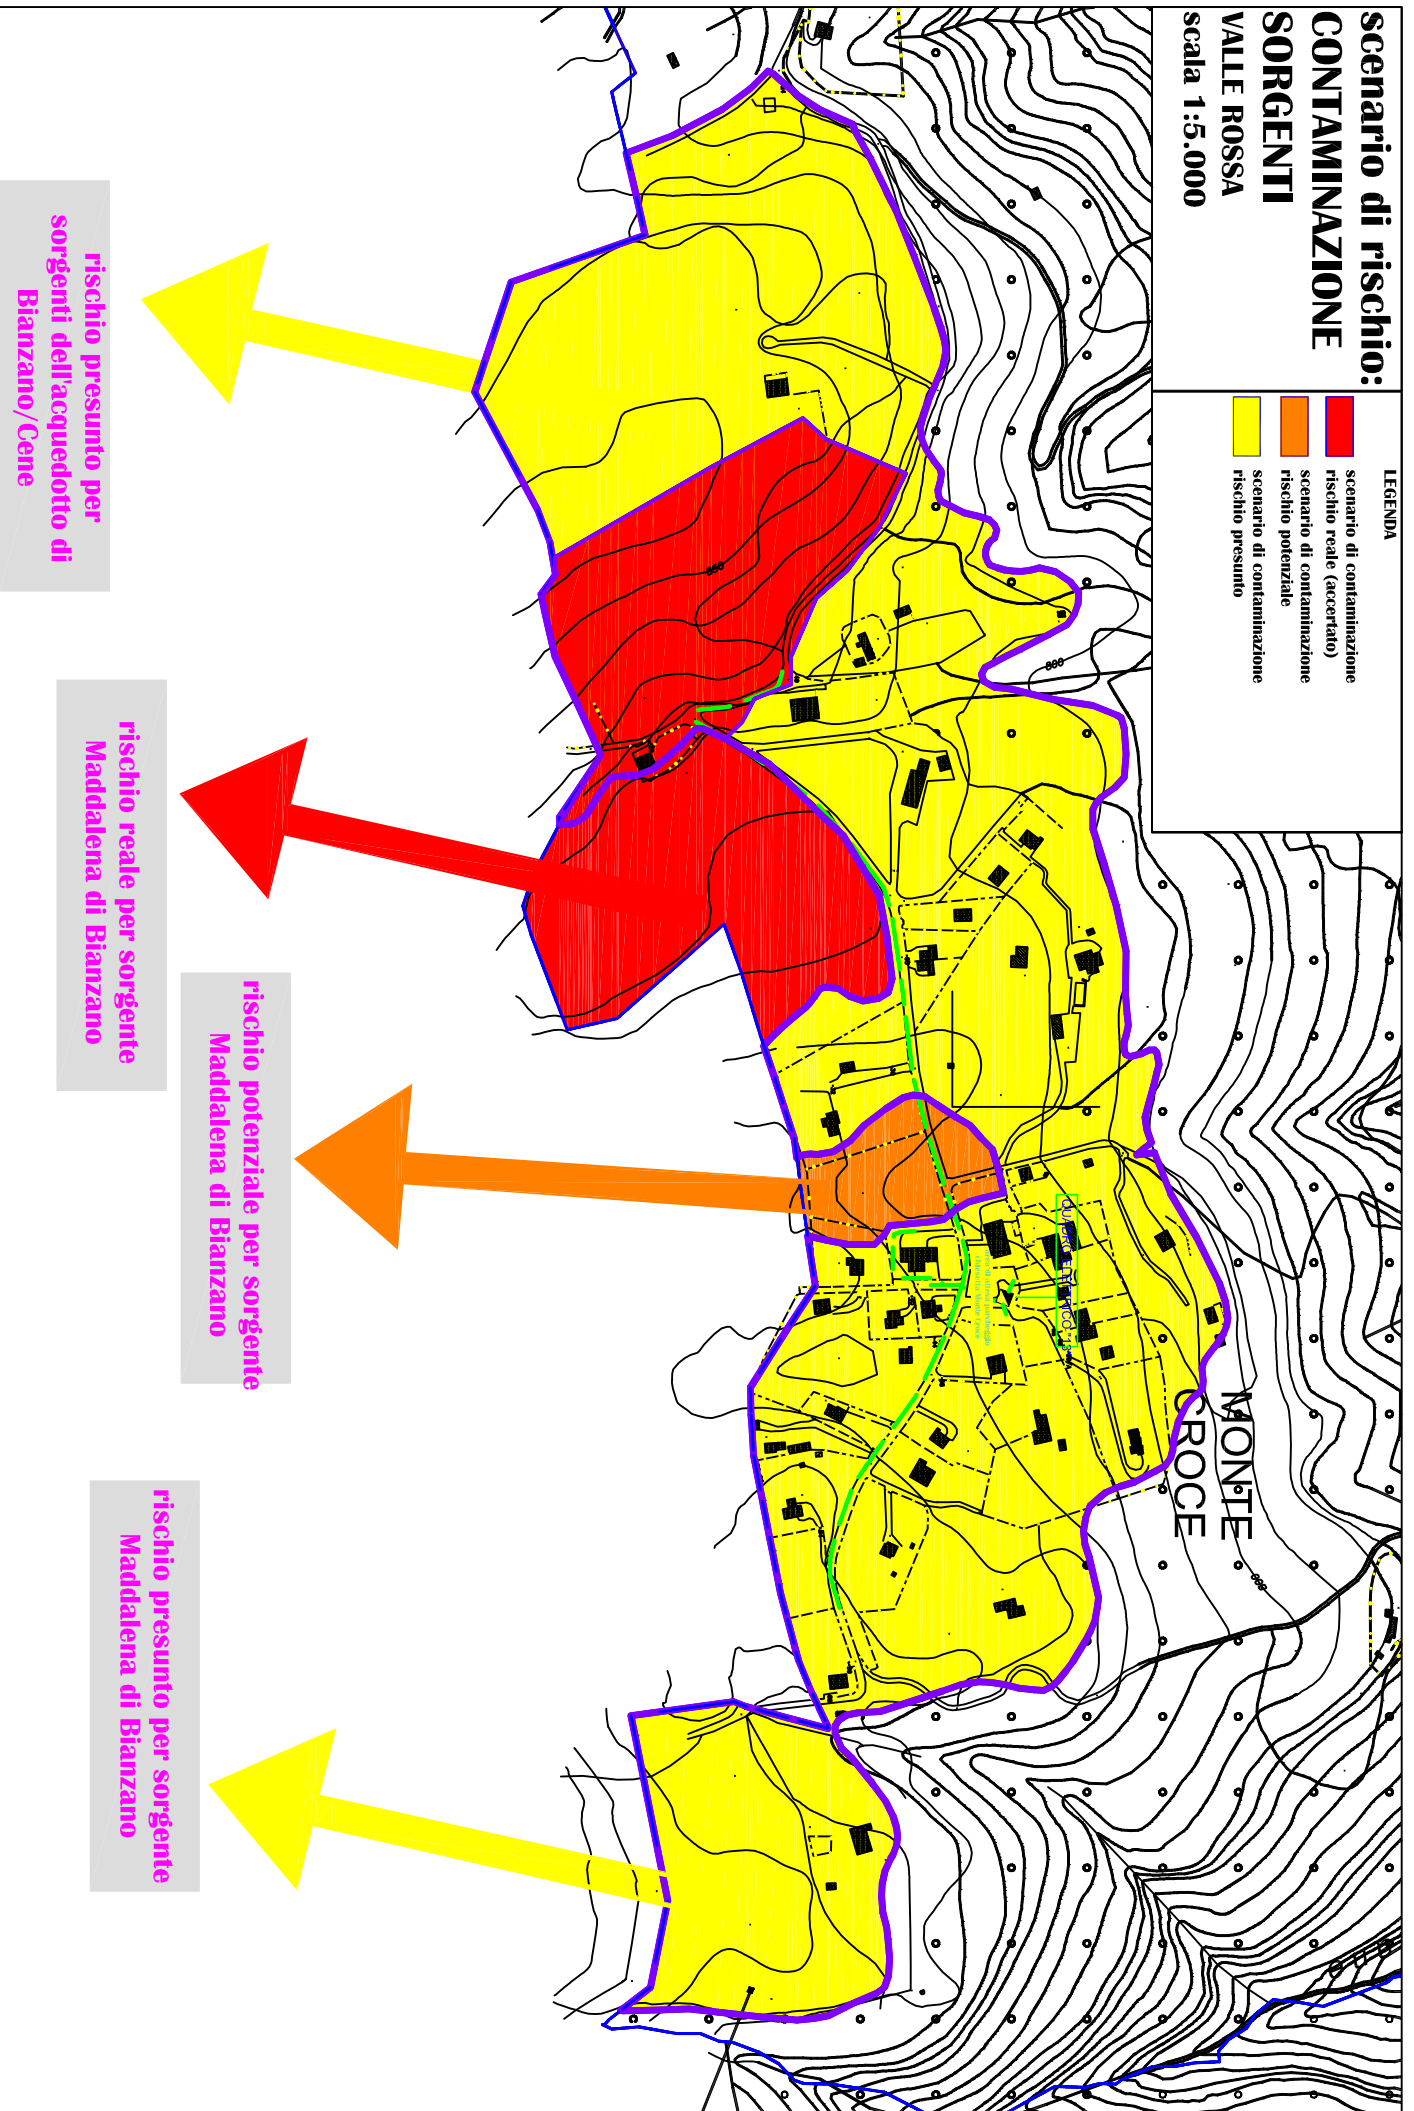 scenario di rischio:
CONTAMINAZIONE
SORGENTI
VALLE ROSSA
scala 1:5.000
LEGENDA
scenario di contaminazione
rischio reale (accertato)
scenario di contaminazione
rischio potenziale
scenario di contaminazione
rischio presunto
860
800
MONTE
CROCE
rischio presunto per
sorgenti dell'acquedotto di
Bianzano/Cene
rischio reale per sorgente
Maddalena di Bianzano
rischio potenziale per sorgente
Maddalena di Bianzano
rischio presunto per sorgente
Maddalena di Bianzano